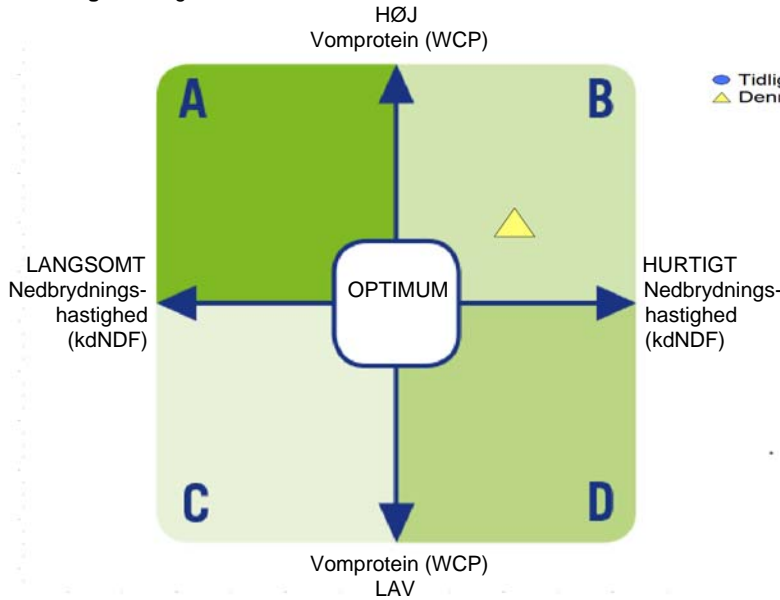 HØJ
Vomprotein (WCP)
A
B
LANGSOMT
Nedbrydnings-
hastighed
(kdNDF)
OPTIMUM
HURTIGT
Nedbrydnings-
hastighed
(kdNDF)
C
D
Vomprotein (WCP)
LAV